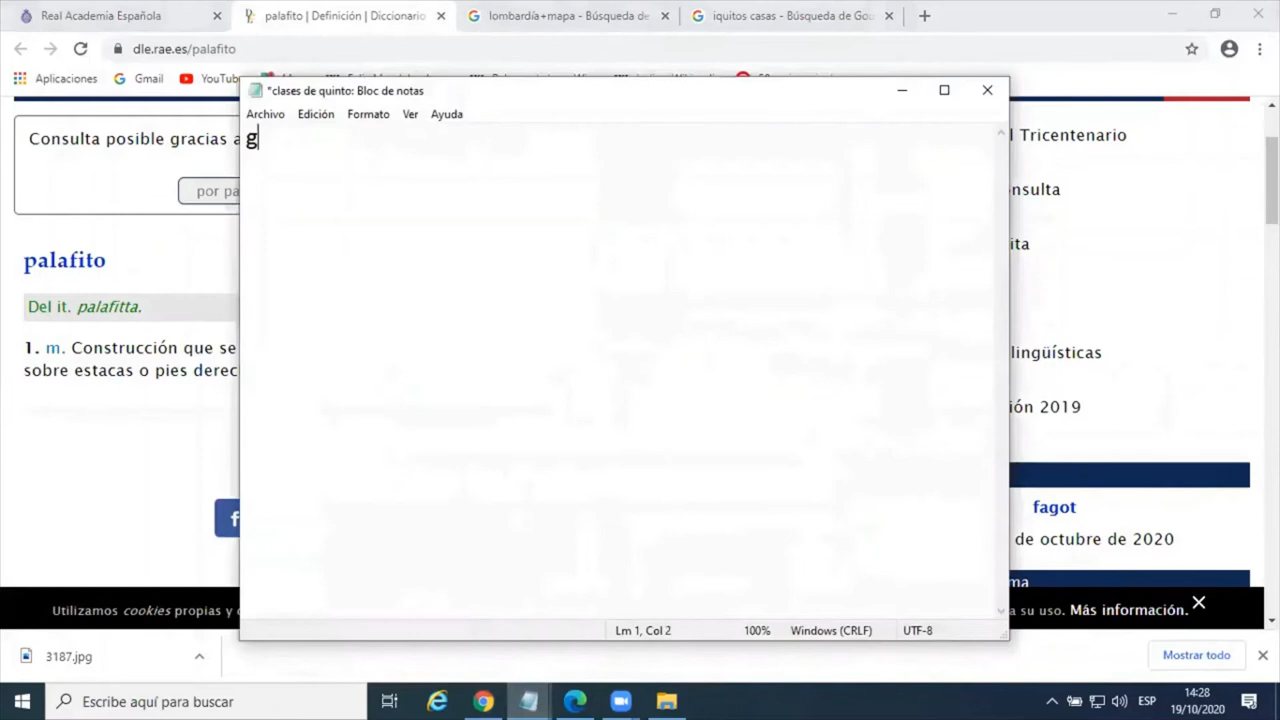 Real Academia Española
palafito | Definición | Diccionario
lombardía+mapa - Búsqueda de
iquitos casas - Búsqueda de Goo
dle.rae.es/palafito
Aplicaciones
Gmail
YouTub
*clases de quinto: Bloc de notas
Archivo Edición Formato Ver Ayuda
g
Consulta posible gracias a
l Tricentenario
por pa
onsulta
ita
palafito
Del it. palafitta.
1. m. Construcción que se
sobre estacas o pies derec
lingüísticas
ión 2019
f
fagot
de octubre de 2020
ma
Utilizamos cookies propias y
a su uso. Más información.
Lm 1, Col 2 100% Windows (CRLF) UTF-8
3187.jpg
Mostrar todo
Escribe aquí para buscar
ESP
14:28
19/10/2020